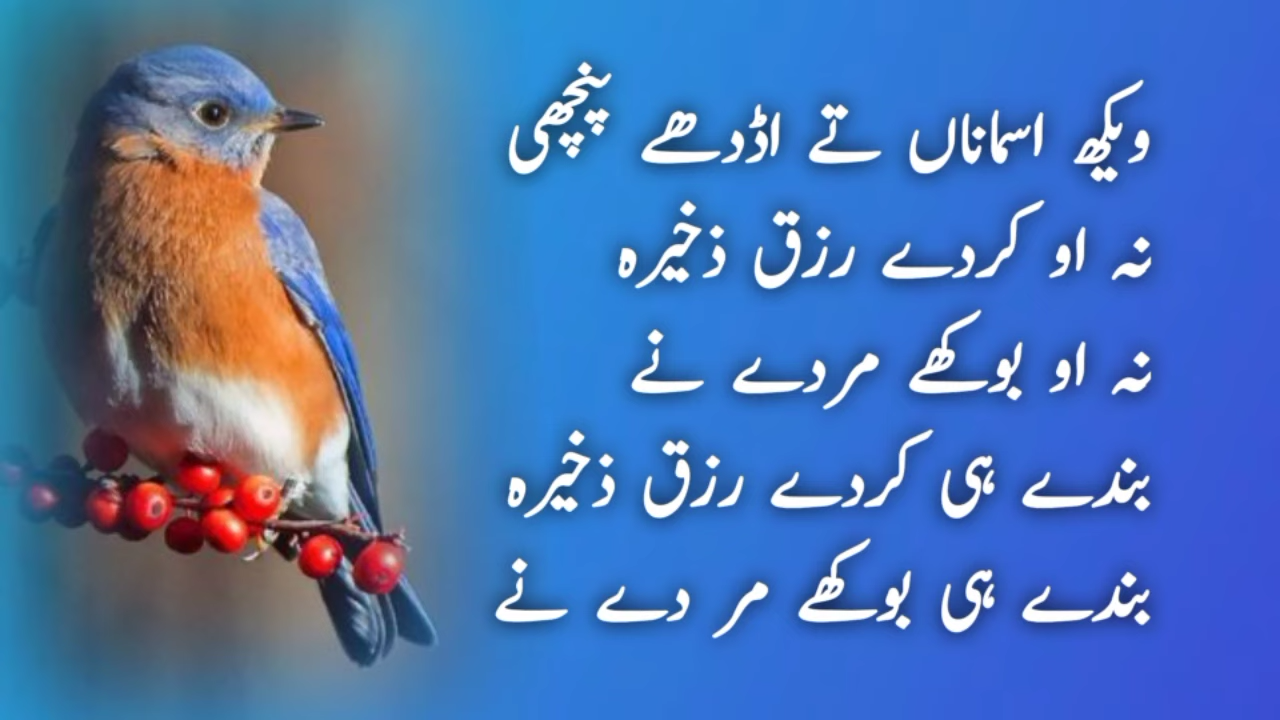 ویکھ اسماناں تے اڈدھے پنچھی
نہ او کردے رزق ذخیرہ
نہ او بوکھے مردے نے
بندے ہی کردے رزق ذخیرہ
بندے ہی بوکھے مر دے نے